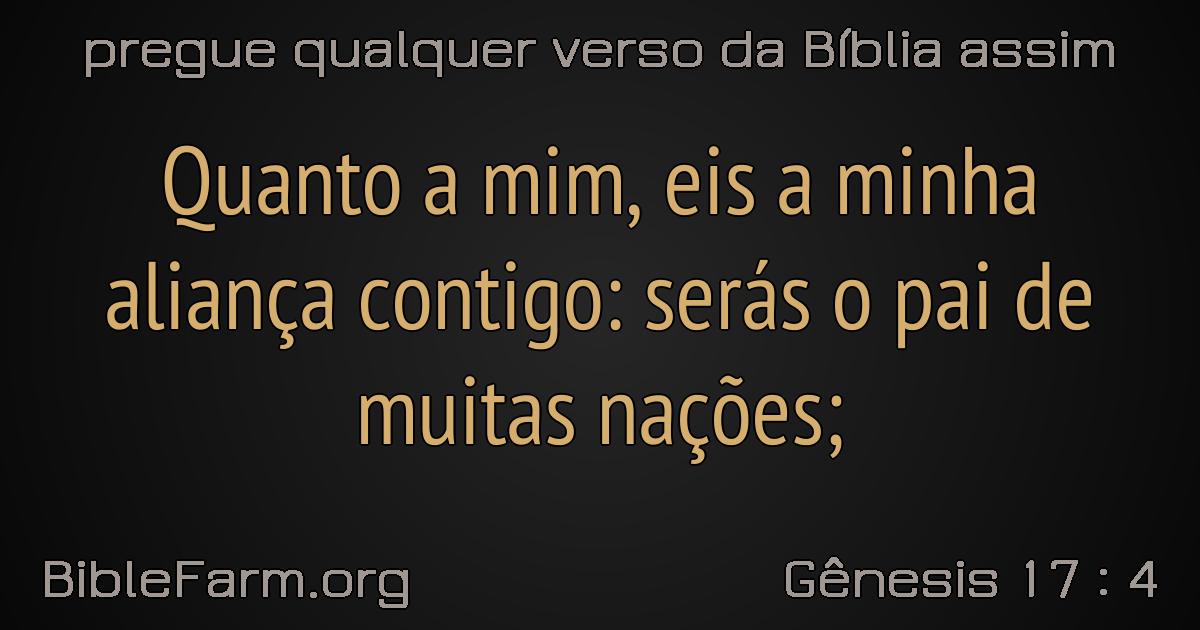 pregue qualquer verso da Bíblia assim
Quanto a mim, eis a minha
aliança contigo: serás o pai de
muitas nações;
BibleFarm.org
Gênesis 17 : 4